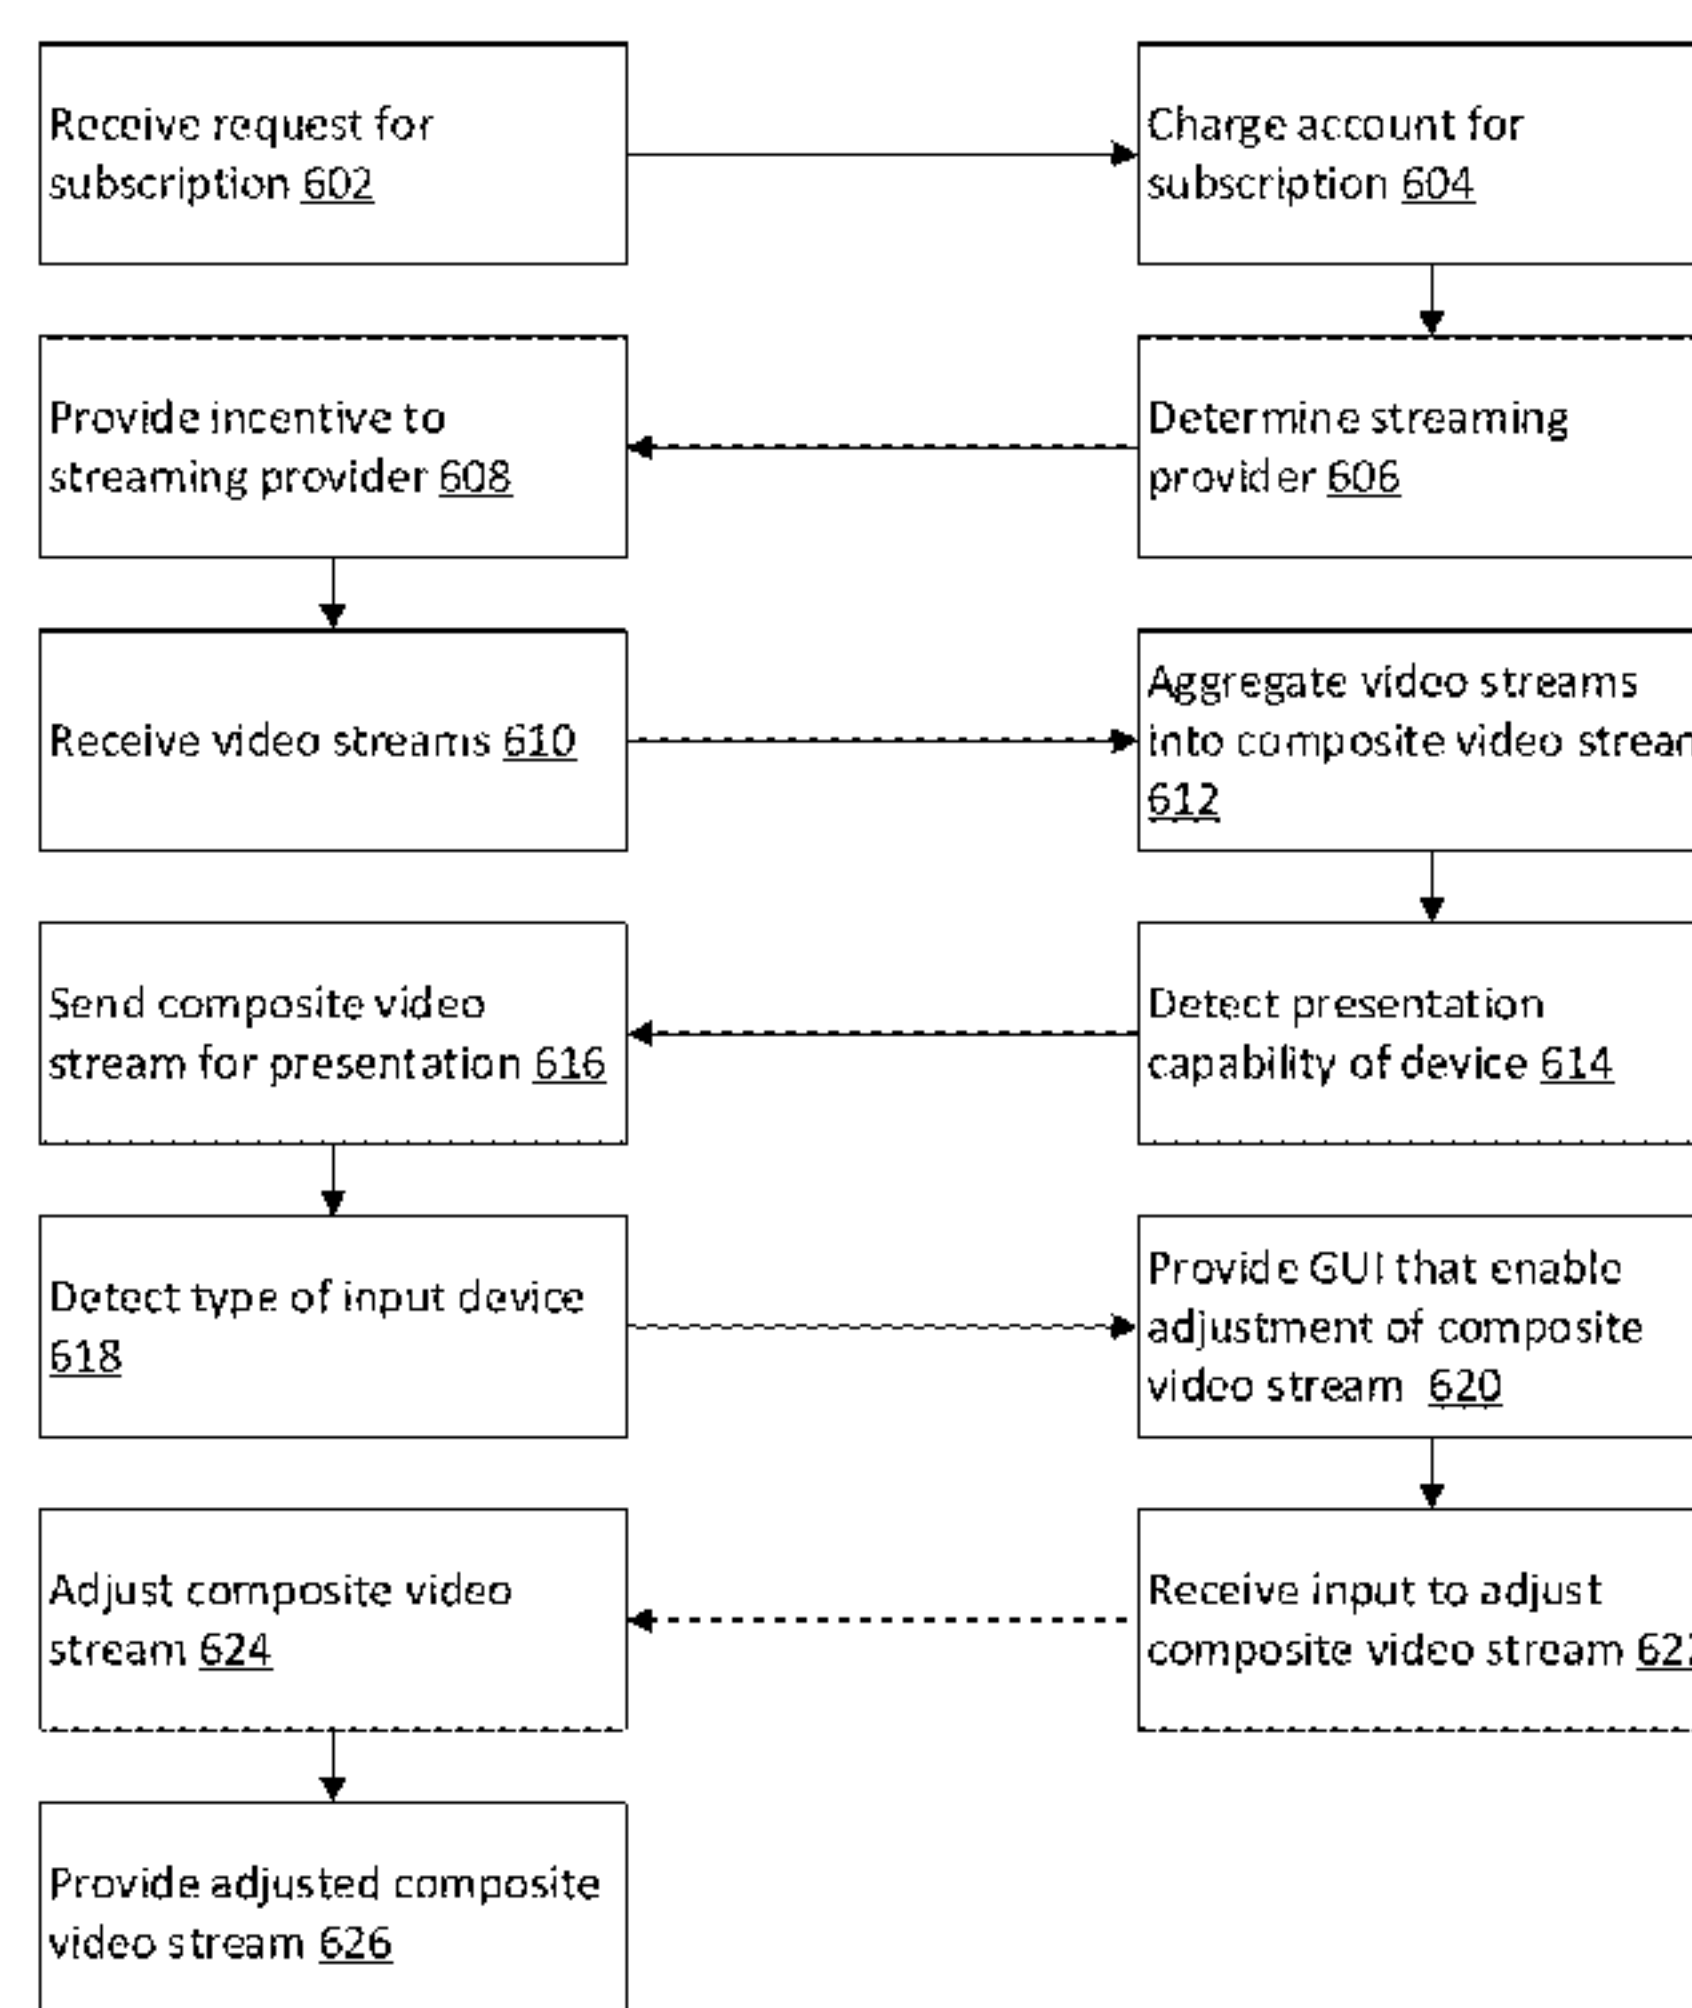 Receive request for
subscription 602
Charge account for
subscription 604
Provide incentive to
streaming provider 608
Determine streaming
provider 606
Receive video streams 610
Aggregate video streams
into composite video
612
Send composite video
stream for presentation 616
Detect presentation
capability of device 614
Detect type of input device
618
Provide GUI that enable
adjustment of composite
video stream 620
Adjust composite video
stream 624
Receive input to adjust
composite video stream
Provide adjusted composite
video stream 626